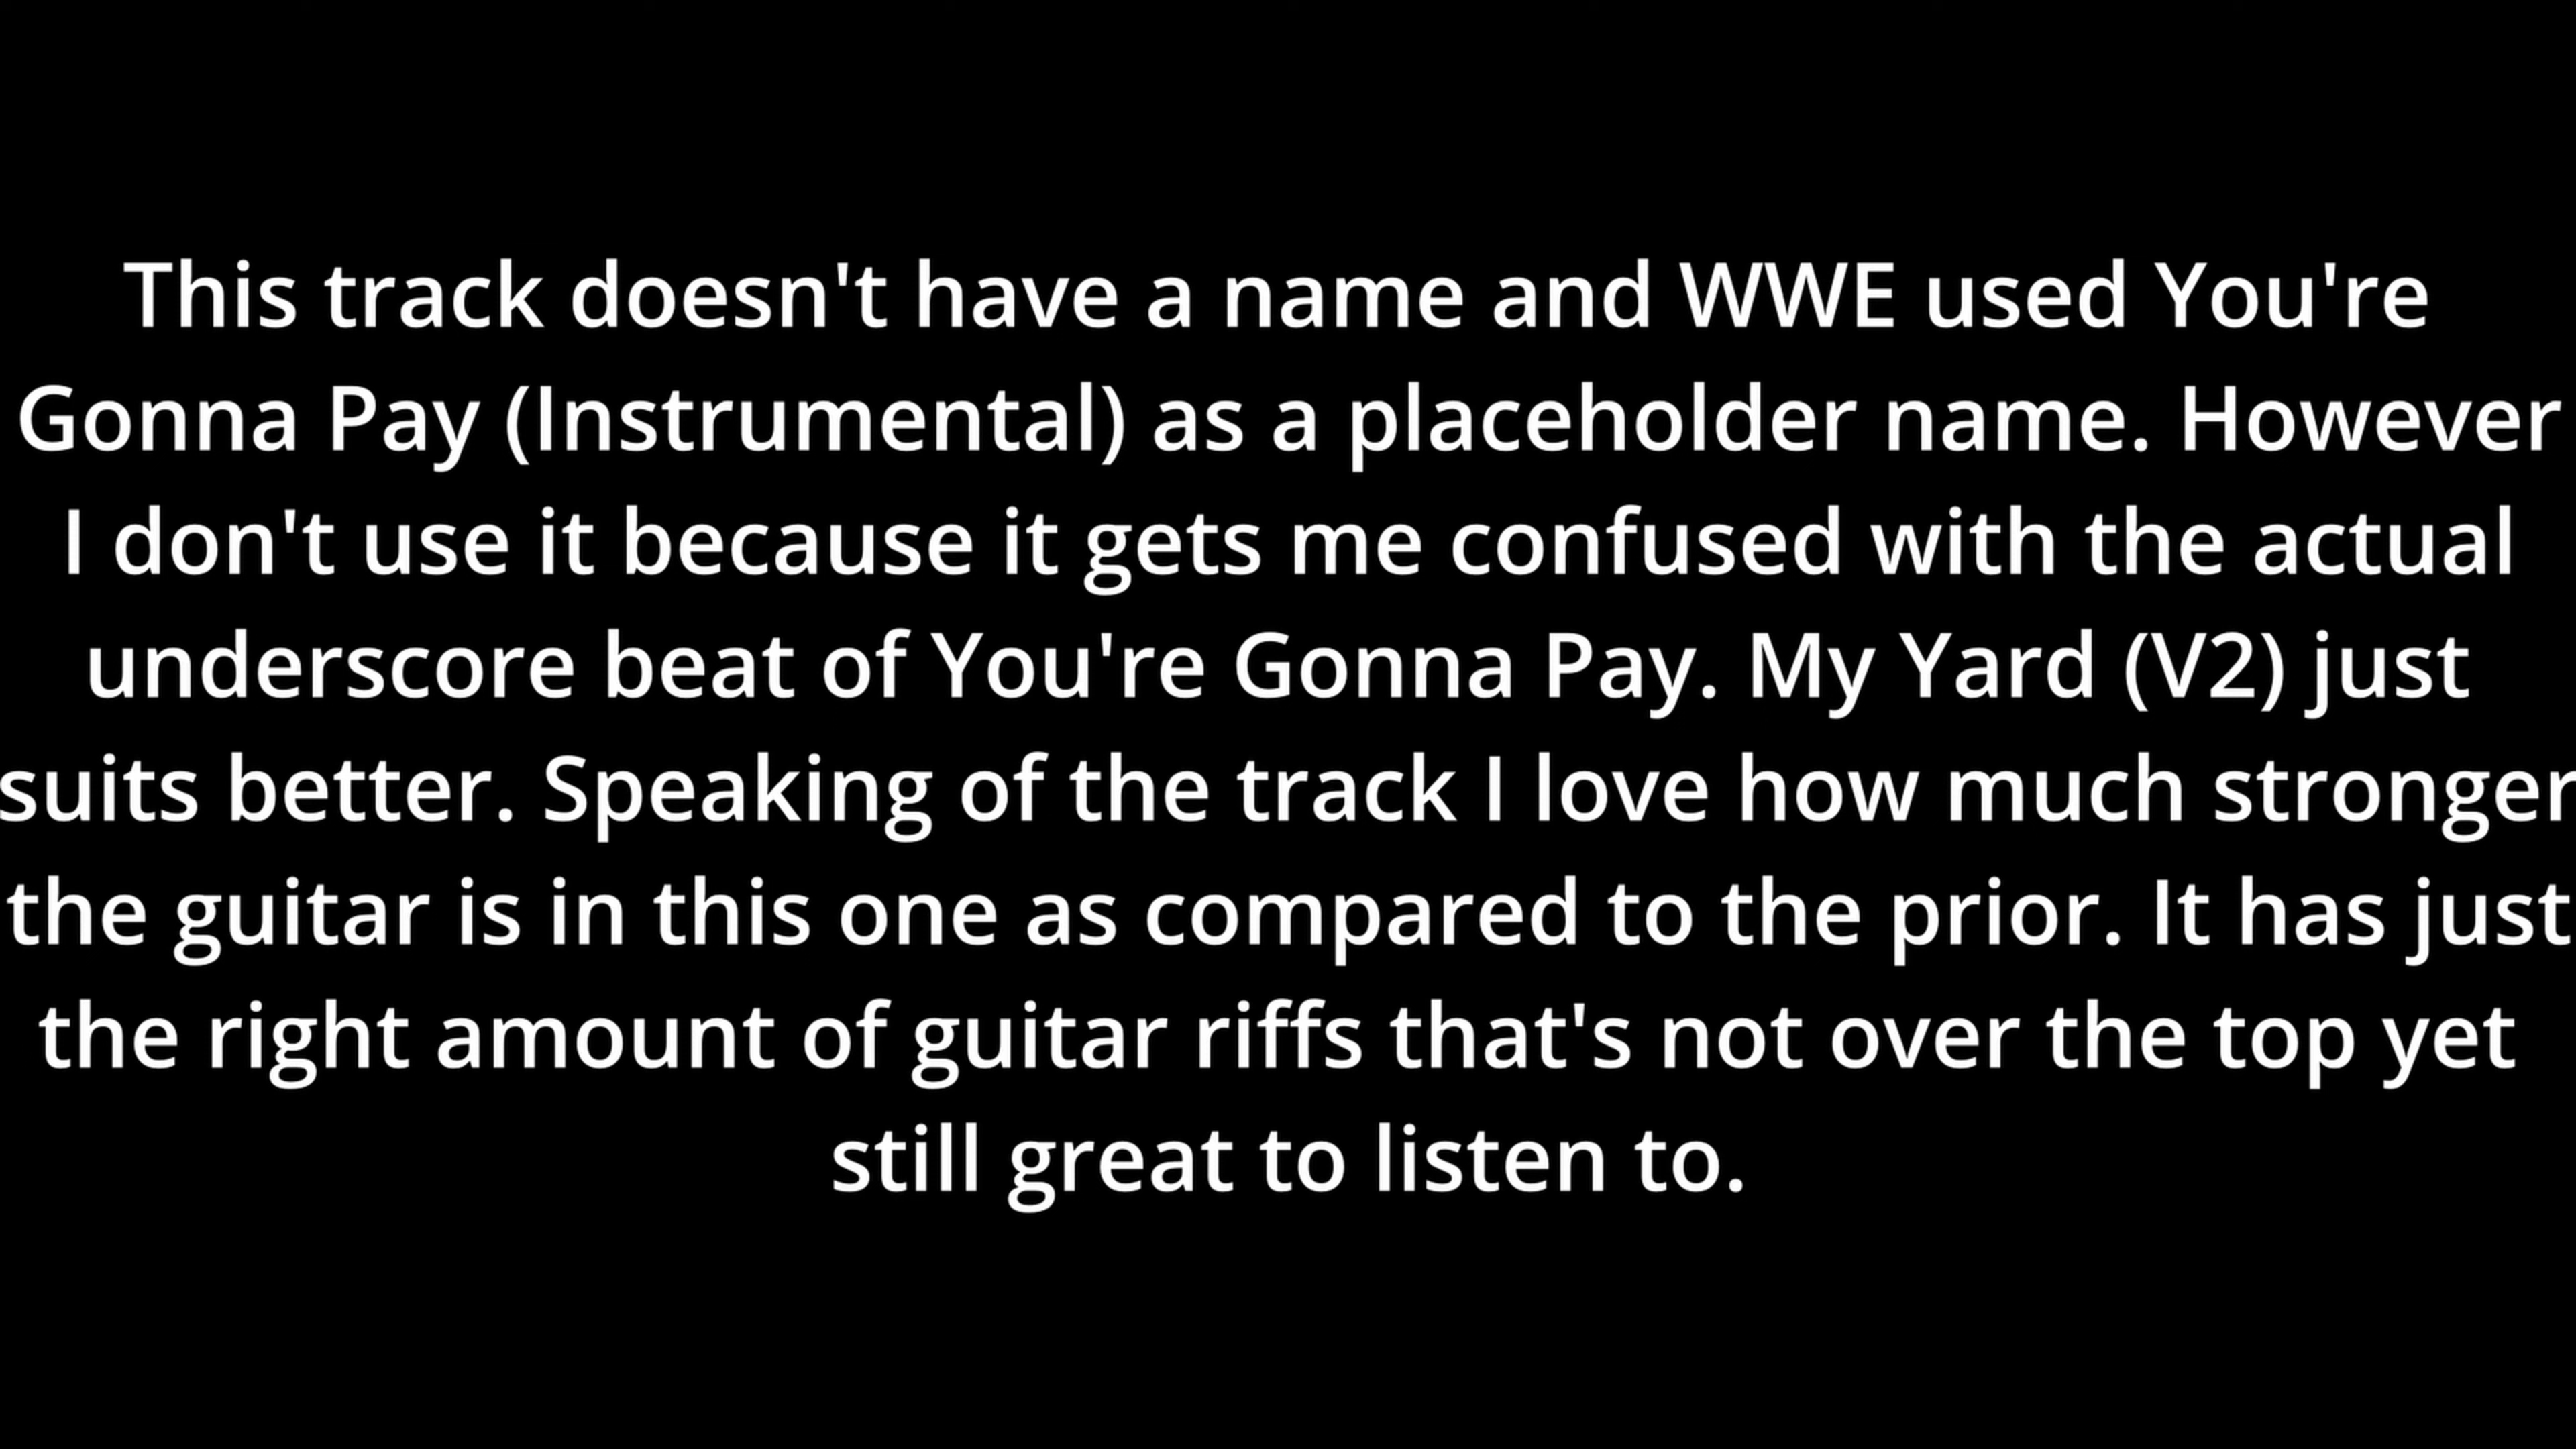 This track doesn't have a name and WWE used You're
Gonna Pay (Instrumental) as a placeholder name. However
I don't use it because it gets me confused with the actual
underscore beat of You're Gonna Pay. My Yard (V2) just
suits better. Speaking of the track I love how much stronger
the guitar is in this one as compared to the prior. It has just
the right amount of guitar riffs that's not over the top yet
still great to listen to.